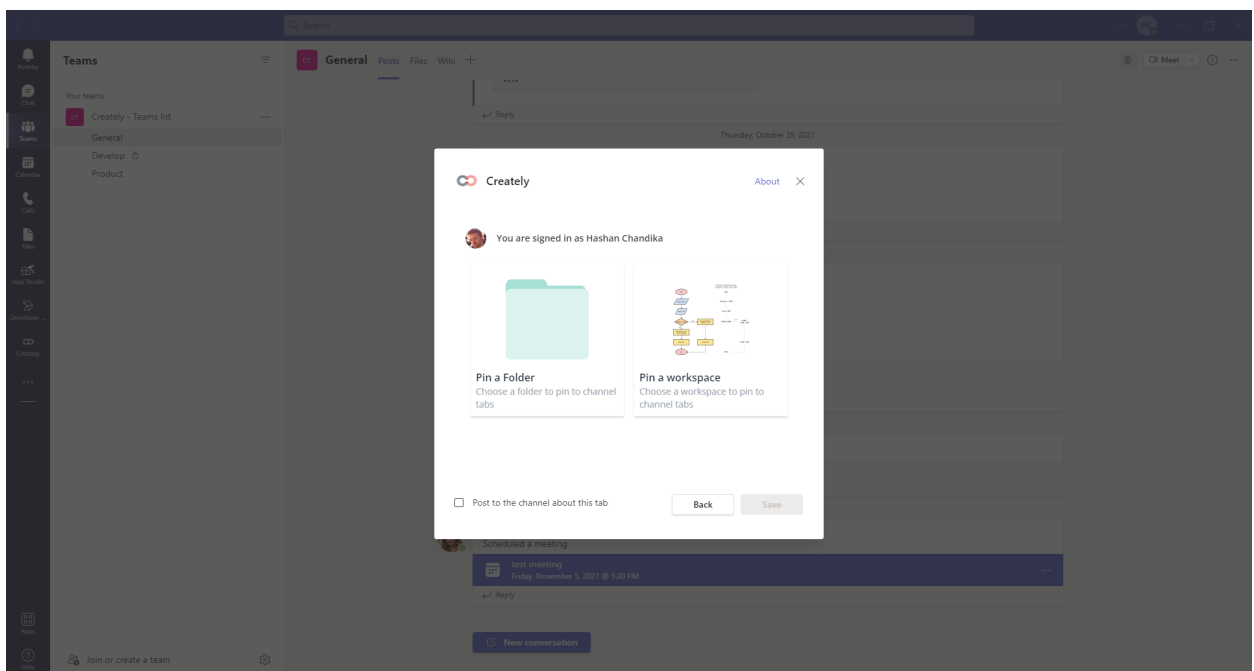 Search
Activity
Chat
Teams
Calendar
Calls
Files
App Studio
Developer ...
Creately
Apps
Help
Teams
Your teams
CT Creately - Teams Int
General
Develop
Product
Join or create a team
CT General Posts Files Wiki +
Meet
Reply
Thursday, October 28, 2021
Creately
About
You are signed in as Hashan Chandika
Pin a Folder
Choose a folder to pin to channel
tabs
Pin a workspace
Choose a workspace to pin to
channel tabs
Post to the channel about this tab
Back
Save
Scheduled a meeting
test meeting
Friday, November 5, 2021 @ 5:30 PM
Reply
New conversation